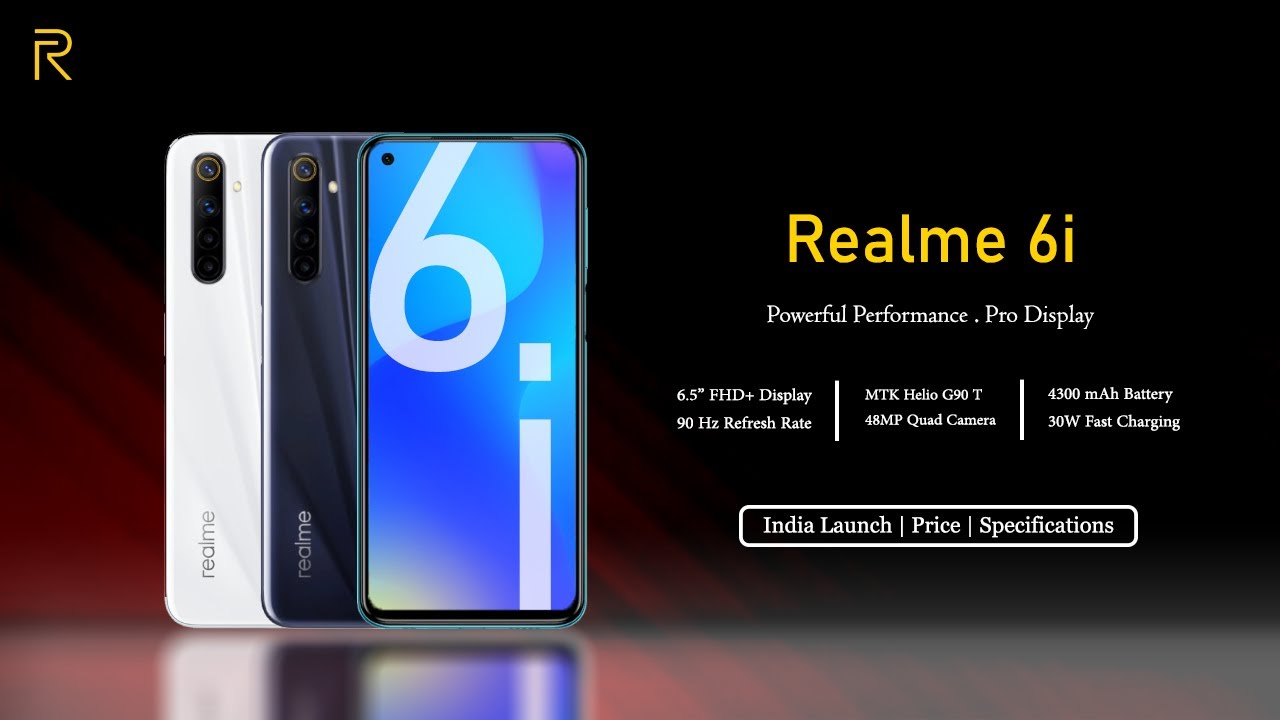 R
6
i
realme
realme
Realme 6i
Powerful Performance . Pro Display
6.5” FHD+ Display
90 Hz Refresh Rate
MTK Helio G90 T
48MP Quad Camera
4300 mAh Battery
30W Fast Charging
India Launch | Price | Specifications